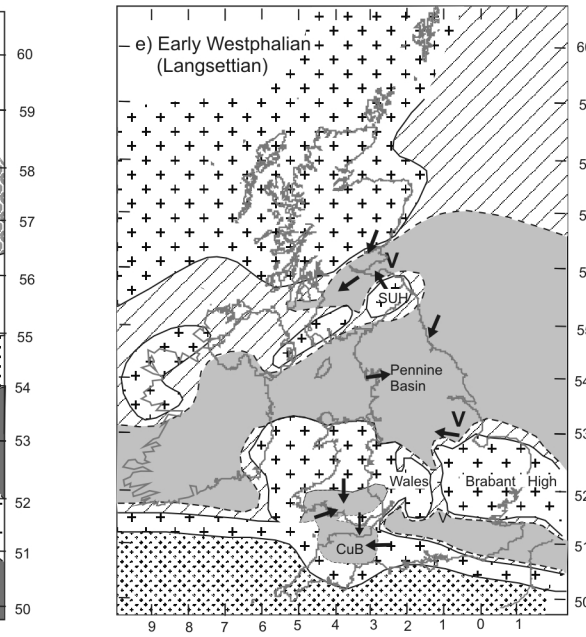 60
59
58
57
56
55
54
53
52
51
50
e) Early Westphalian
(Langsettian)
V
SUH
Pennine
Basin
V
Wales
Brabant High
V
CuB
9 8 7 6 5 4 3 2 1 0 1